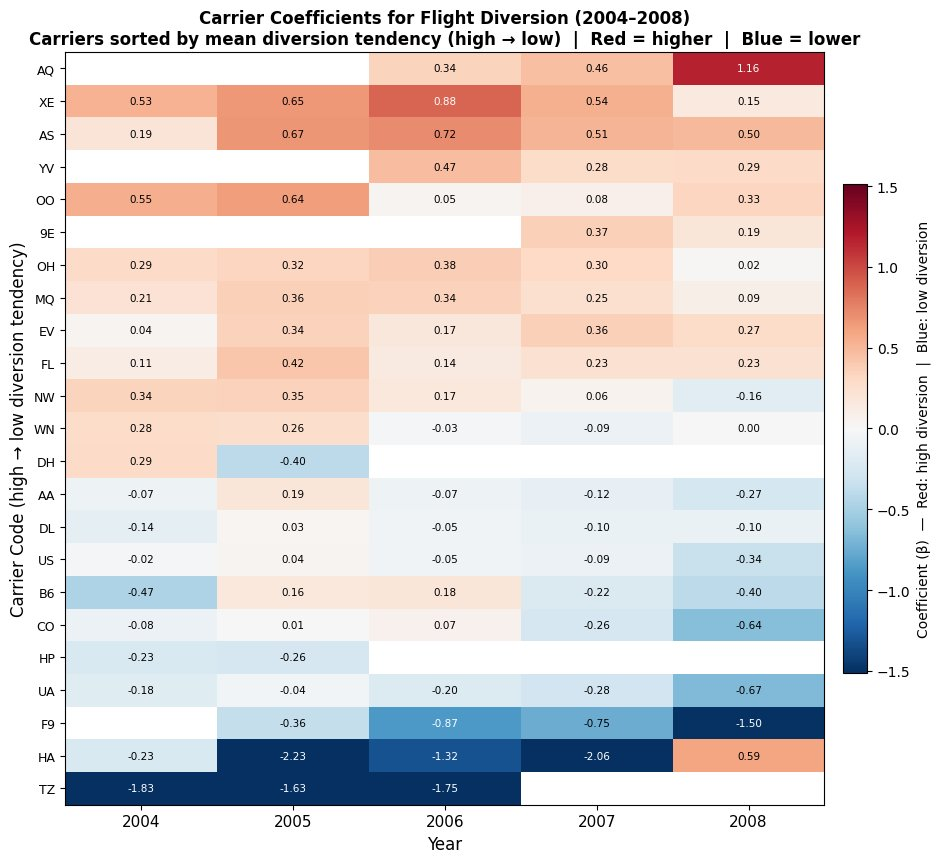 Carrier Coefficients for Flight Diversion (2004–2008)
Carriers sorted by mean diversion tendency (high → low)  |  Red = higher  |  Blue = lower
AQ 0.34 0.46 1.16
XE 0.53 0.65 0.88 0.54 0.15
AS 0.19 0.67 0.72 0.51 0.50
YV 0.47 0.28 0.29
OO 0.55 0.64 0.05 0.08 0.33
9E 0.37 0.19
OH 0.29 0.32 0.38 0.30 0.02
MQ 0.21 0.36 0.34 0.25 0.09
EV 0.04 0.34 0.17 0.36 0.27
FL 0.11 0.42 0.14 0.23 0.23
NW 0.34 0.35 0.17 0.06 -0.16
WN 0.28 0.26 -0.03 -0.09 0.00
DH 0.29 -0.40
AA -0.07 0.19 -0.07 -0.12 -0.27
DL -0.14 0.03 -0.05 -0.10 -0.10
US -0.02 0.04 -0.05 -0.09 -0.34
B6 -0.47 0.16 0.18 -0.22 -0.40
CO -0.08 0.01 0.07 -0.26 -0.64
HP -0.23 -0.26
UA -0.18 -0.04 -0.20 -0.28 -0.67
F9 -0.36 -0.87 -0.75 -1.50
HA -0.23 -2.23 -1.32 -2.06 0.59
TZ -1.83 -1.63 -1.75
2004 2005 2006 2007 2008
Year
Carrier Code (high → low diversion tendency)
1.5
1.0
0.5
0.0
−0.5
−1.0
−1.5
Coefficient (β)  —  Red: high diversion  |  Blue: low diversion